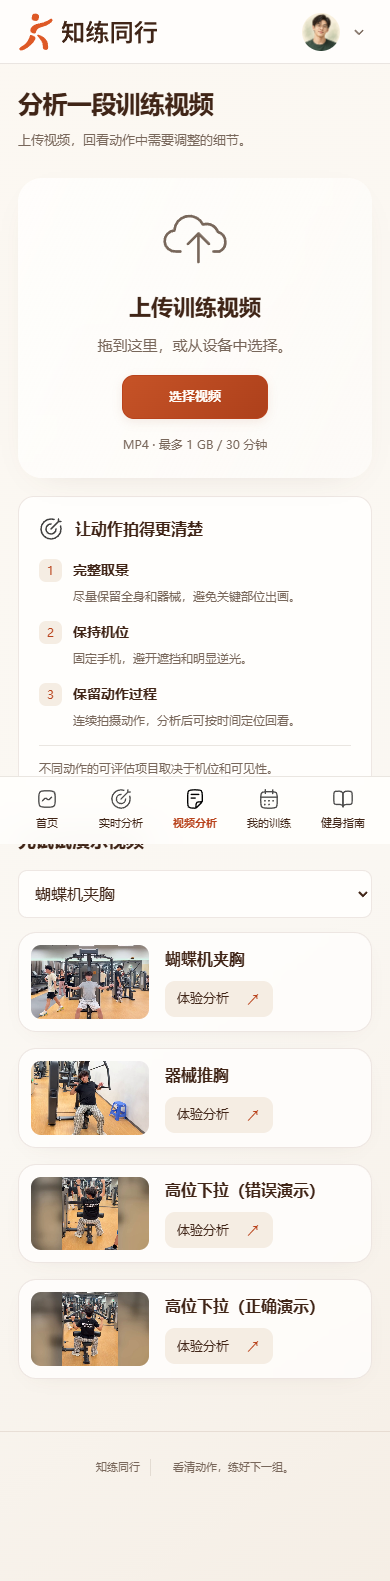 知练同行
分析一段训练视频
上传视频，回看动作中需要调整的细节。
上传训练视频
拖到这里，或从设备中选择。
选择视频
MP4 · 最多 1 GB / 30 分钟
让动作拍得更清楚
1 完整取景
尽量保留全身和器械，避免关键部位出画。
2 保持机位
固定手机，避开遮挡和明显逆光。
3 保留动作过程
连续拍摄动作，分析后可按时间定位回看。
不同动作的可评估项目取决于机位和可见性。
首页 实时分析 视频分析 我的训练 健身指南
先试试演示视频
蝴蝶机夹胸
蝴蝶机夹胸
体验分析
器械推胸
体验分析
高位下拉（错误演示）
体验分析
高位下拉（正确演示）
体验分析
知练同行 看清动作，练好下一组。